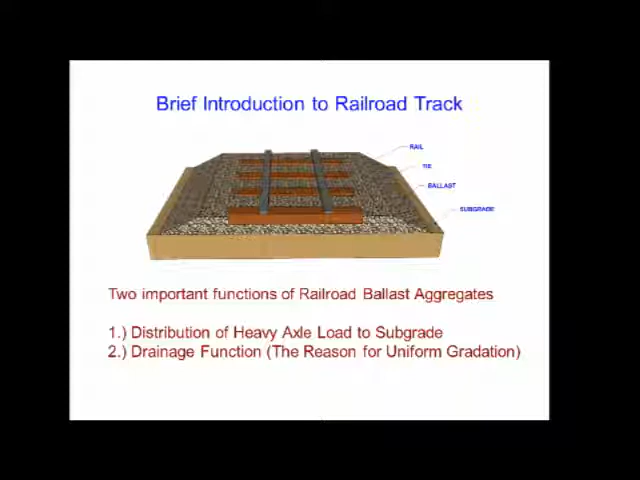 Brief Introduction to Railroad Track
RAIL
TIE
BALLAST
SUBGRADE
Two important functions of Railroad Ballast Aggregates
1.) Distribution of Heavy Axle Load to Subgrade
2.) Drainage Function (The Reason for Uniform Gradation)